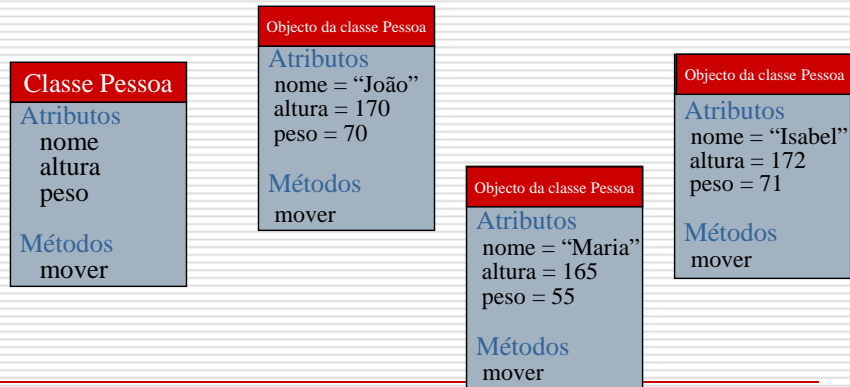 Classe Pessoa
Atributos
nome
altura
peso
Métodos
mover
Objecto da classe Pessoa
Atributos
nome = “João”
altura = 170
peso = 70
Métodos
mover
Objecto da classe Pessoa
Atributos
nome = “Maria”
altura = 165
peso = 55
Métodos
mover
Objecto da classe Pessoa
Atributos
nome = “Isabel”
altura = 172
peso = 71
Métodos
mover